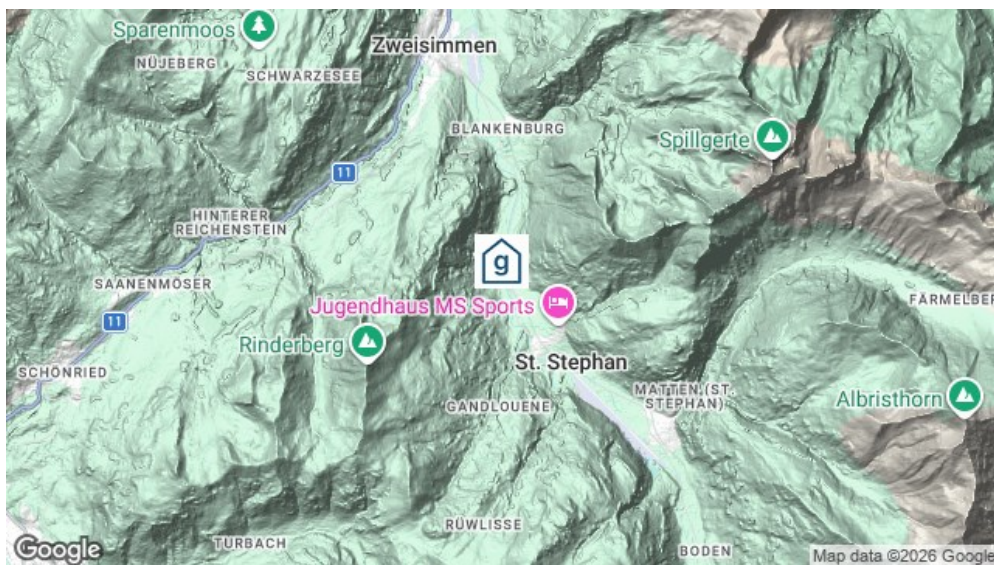 Sparenmoos
Zweisimmen
NÜJEBERG
SCHWARZESEE
BLANKENBURG
Spillgerte
11
HINTERER
REICHENSTEIN
g
SAANENMÖSER
Jugendhaus MS Sports
FÄRMELBER
11
Rinderberg
St. Stephan
SCHÖNRIED
MATTEN (ST.
STEPHAN)
Albristhorn
GANDLOUENE
RÜWLISSE
TURBACH
BODEN
Google
Map data ©2026 Google